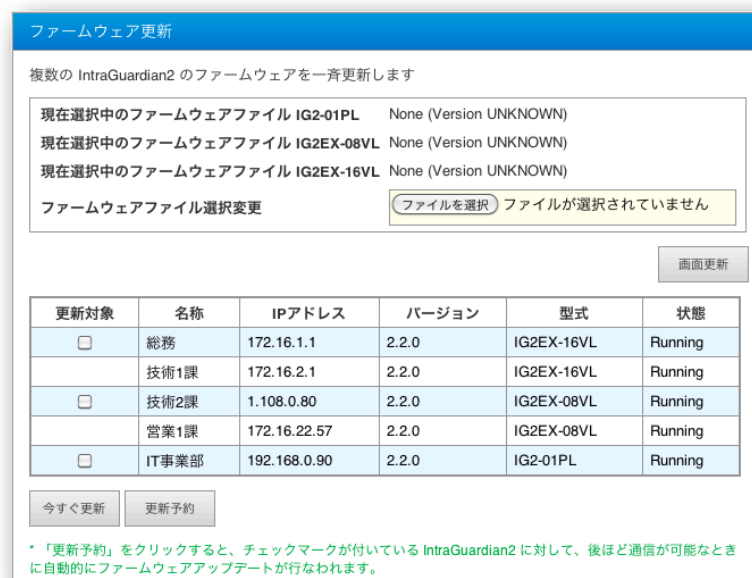 ファームウェア更新
複数の IntraGuardian2 のファームウェアを一斉更新します
現在選択中のファームウェアファイル IG2-01PL None (Version UNKNOWN)
現在選択中のファームウェアファイル IG2EX-08VL None (Version UNKNOWN)
現在選択中のファームウェアファイル IG2EX-16VL None (Version UNKNOWN)
ファームウェアファイル選択変更 ファイルを選択 ファイルが選択されていません
画面更新
更新対象 名称 IPアドレス バージョン 型式 状態
総務 172.16.1.1 2.2.0 IG2EX-16VL Running
技術1課 172.16.2.1 2.2.0 IG2EX-16VL Running
技術2課 1.108.0.80 2.2.0 IG2EX-08VL Running
営業1課 172.16.22.57 2.2.0 IG2EX-08VL Running
IT事業部 192.168.0.90 2.2.0 IG2-01PL Running
今すぐ更新 更新予約
* 「更新予約」をクリックすると、チェックマークが付いている IntraGuardian2 に対して、後ほど通信が可能なとき
に自動的にファームウェアアップデートが行なわれます。